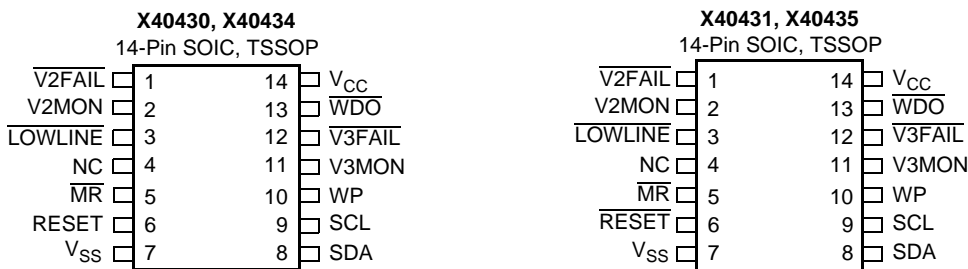 X40430, X40434
14-Pin SOIC, TSSOP
V2FAIL 1 14 VCC
V2MON 2 13 WDO
LOWLINE 3 12 V3FAIL
NC 4 11 V3MON
MR 5 10 WP
RESET 6 9 SCL
VSS 7 8 SDA
X40431, X40435
14-Pin SOIC, TSSOP
V2FAIL 1 14 VCC
V2MON 2 13 WDO
LOWLINE 3 12 V3FAIL
NC 4 11 V3MON
MR 5 10 WP
RESET 6 9 SCL
VSS 7 8 SDA